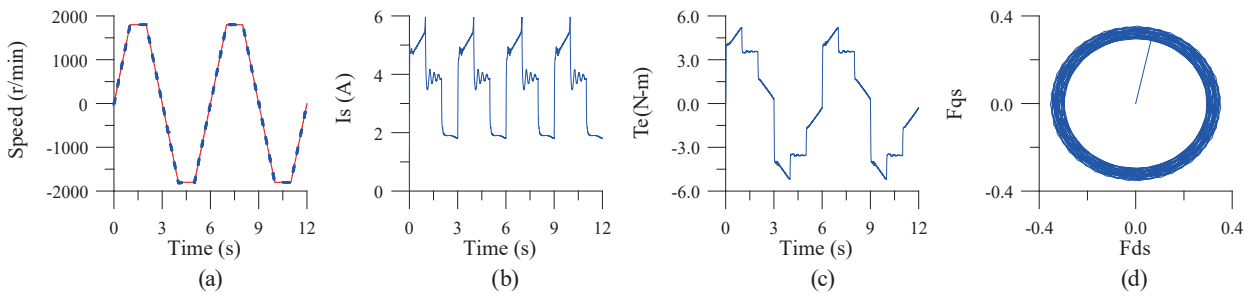 2000
1000
0
-1000
-2000
Speed (r/min)
0 3 6 9 12
Time (s)
(a)
6
4
2
0
Is (A)
0 3 6 9 12
Time (s)
(b)
6.0
3.0
0.0
-3.0
-6.0
Te(N-m)
0 3 6 9 12
Time (s)
(c)
0.4
0.0
-0.4
Fqs
-0.4 0.0 0.4
Fds
(d)